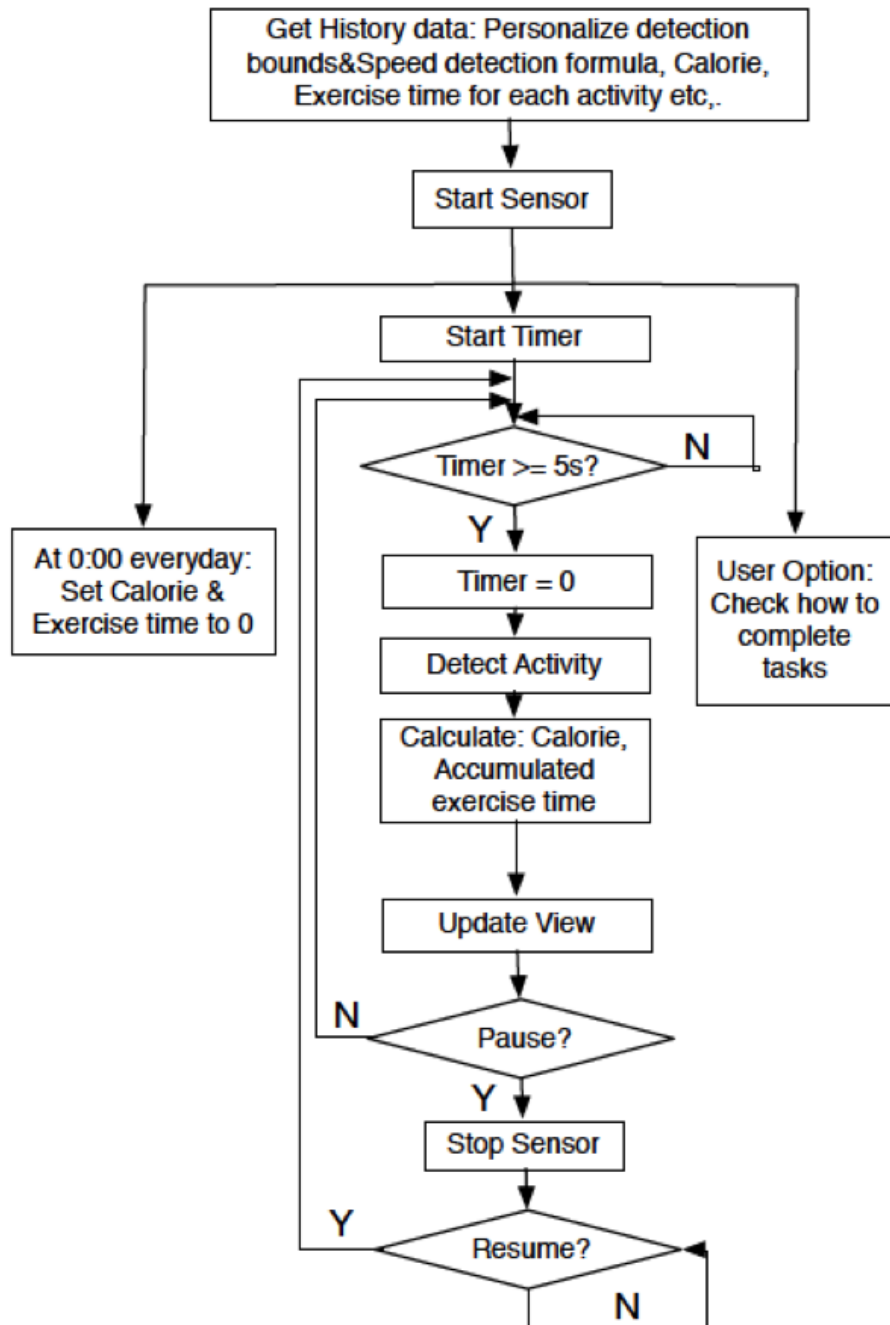 Get History data: Personalize detection
bounds&Speed detection formula, Calorie,
Exercise time for each activity etc,.
Start Sensor
Start Timer
Timer >= 5s?
N
Y
At 0:00 everyday:
Set Calorie &
Exercise time to 0
Timer = 0
User Option:
Check how to
complete
tasks
Detect Activity
Calculate: Calorie,
Accumulated
exercise time
Update View
N
Pause?
Y
Stop Sensor
Y
Resume?
N